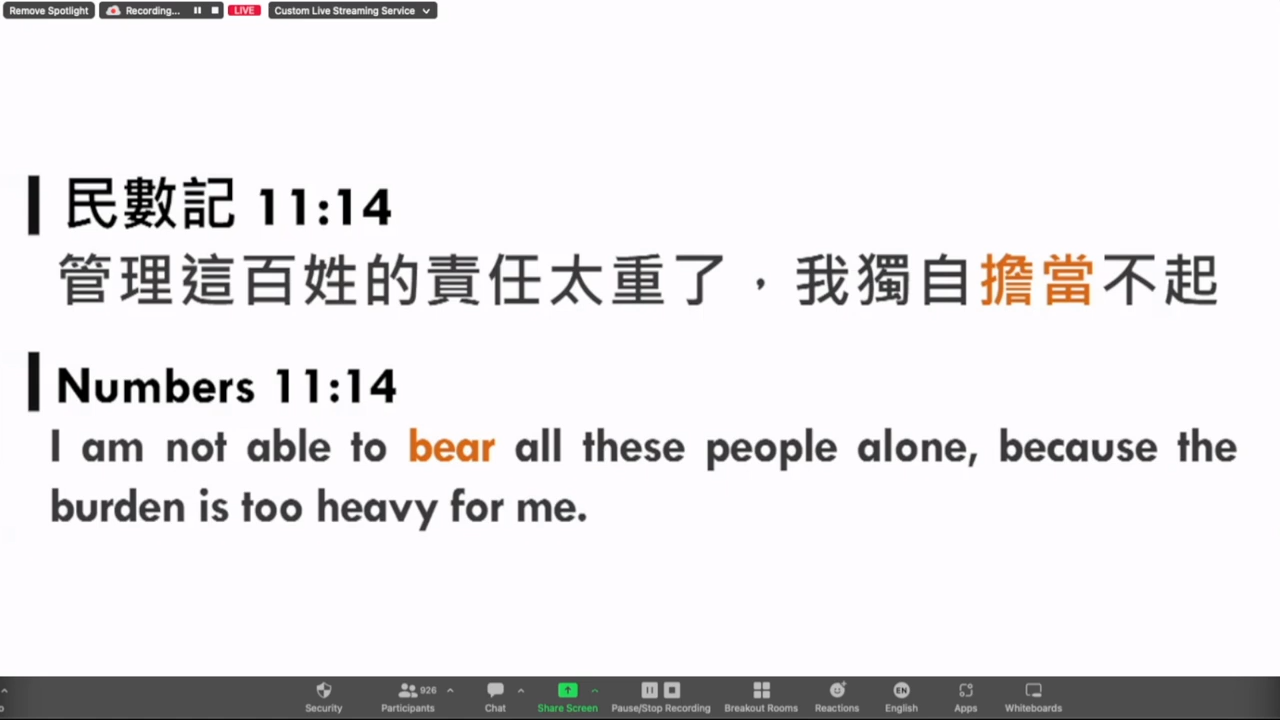 Remove Spotlight
Recording...
LIVE
Custom Live Streaming Service
民數記 11:14
管理這百姓的責任太重了，我獨自擔當不起
Numbers 11:14
I am not able to bear all these people alone, because the
burden is too heavy for me.
926
EN
Security
Participants
Chat
Share Screen
Pause/Stop Recording
Breakout Rooms
Reactions
English
Apps
Whiteboards